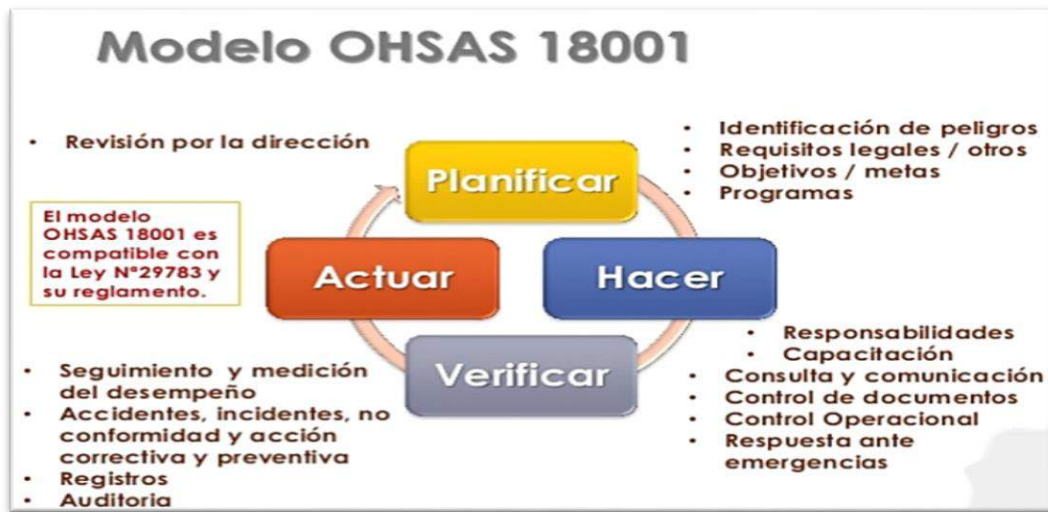 Modelo OHSAS 18001
• Revisión por la dirección
Planificar
• Identificación de peligros
• Requisitos legales / otros
• Objetivos / metas
• Programas
El modelo
OHSAS 18001 es
compatible con
la Ley Nª29783 y
su reglamento.
Actuar
Hacer
Verificar
• Responsabilidades
• Capacitación
• Consulta y comunicación
• Control de documentos
• Control Operacional
• Respuesta ante
emergencias
• Seguimiento y medición
del desempeño
• Accidentes, incidentes, no
conformidad y acción
correctiva y preventiva
• Registros
• Auditoria